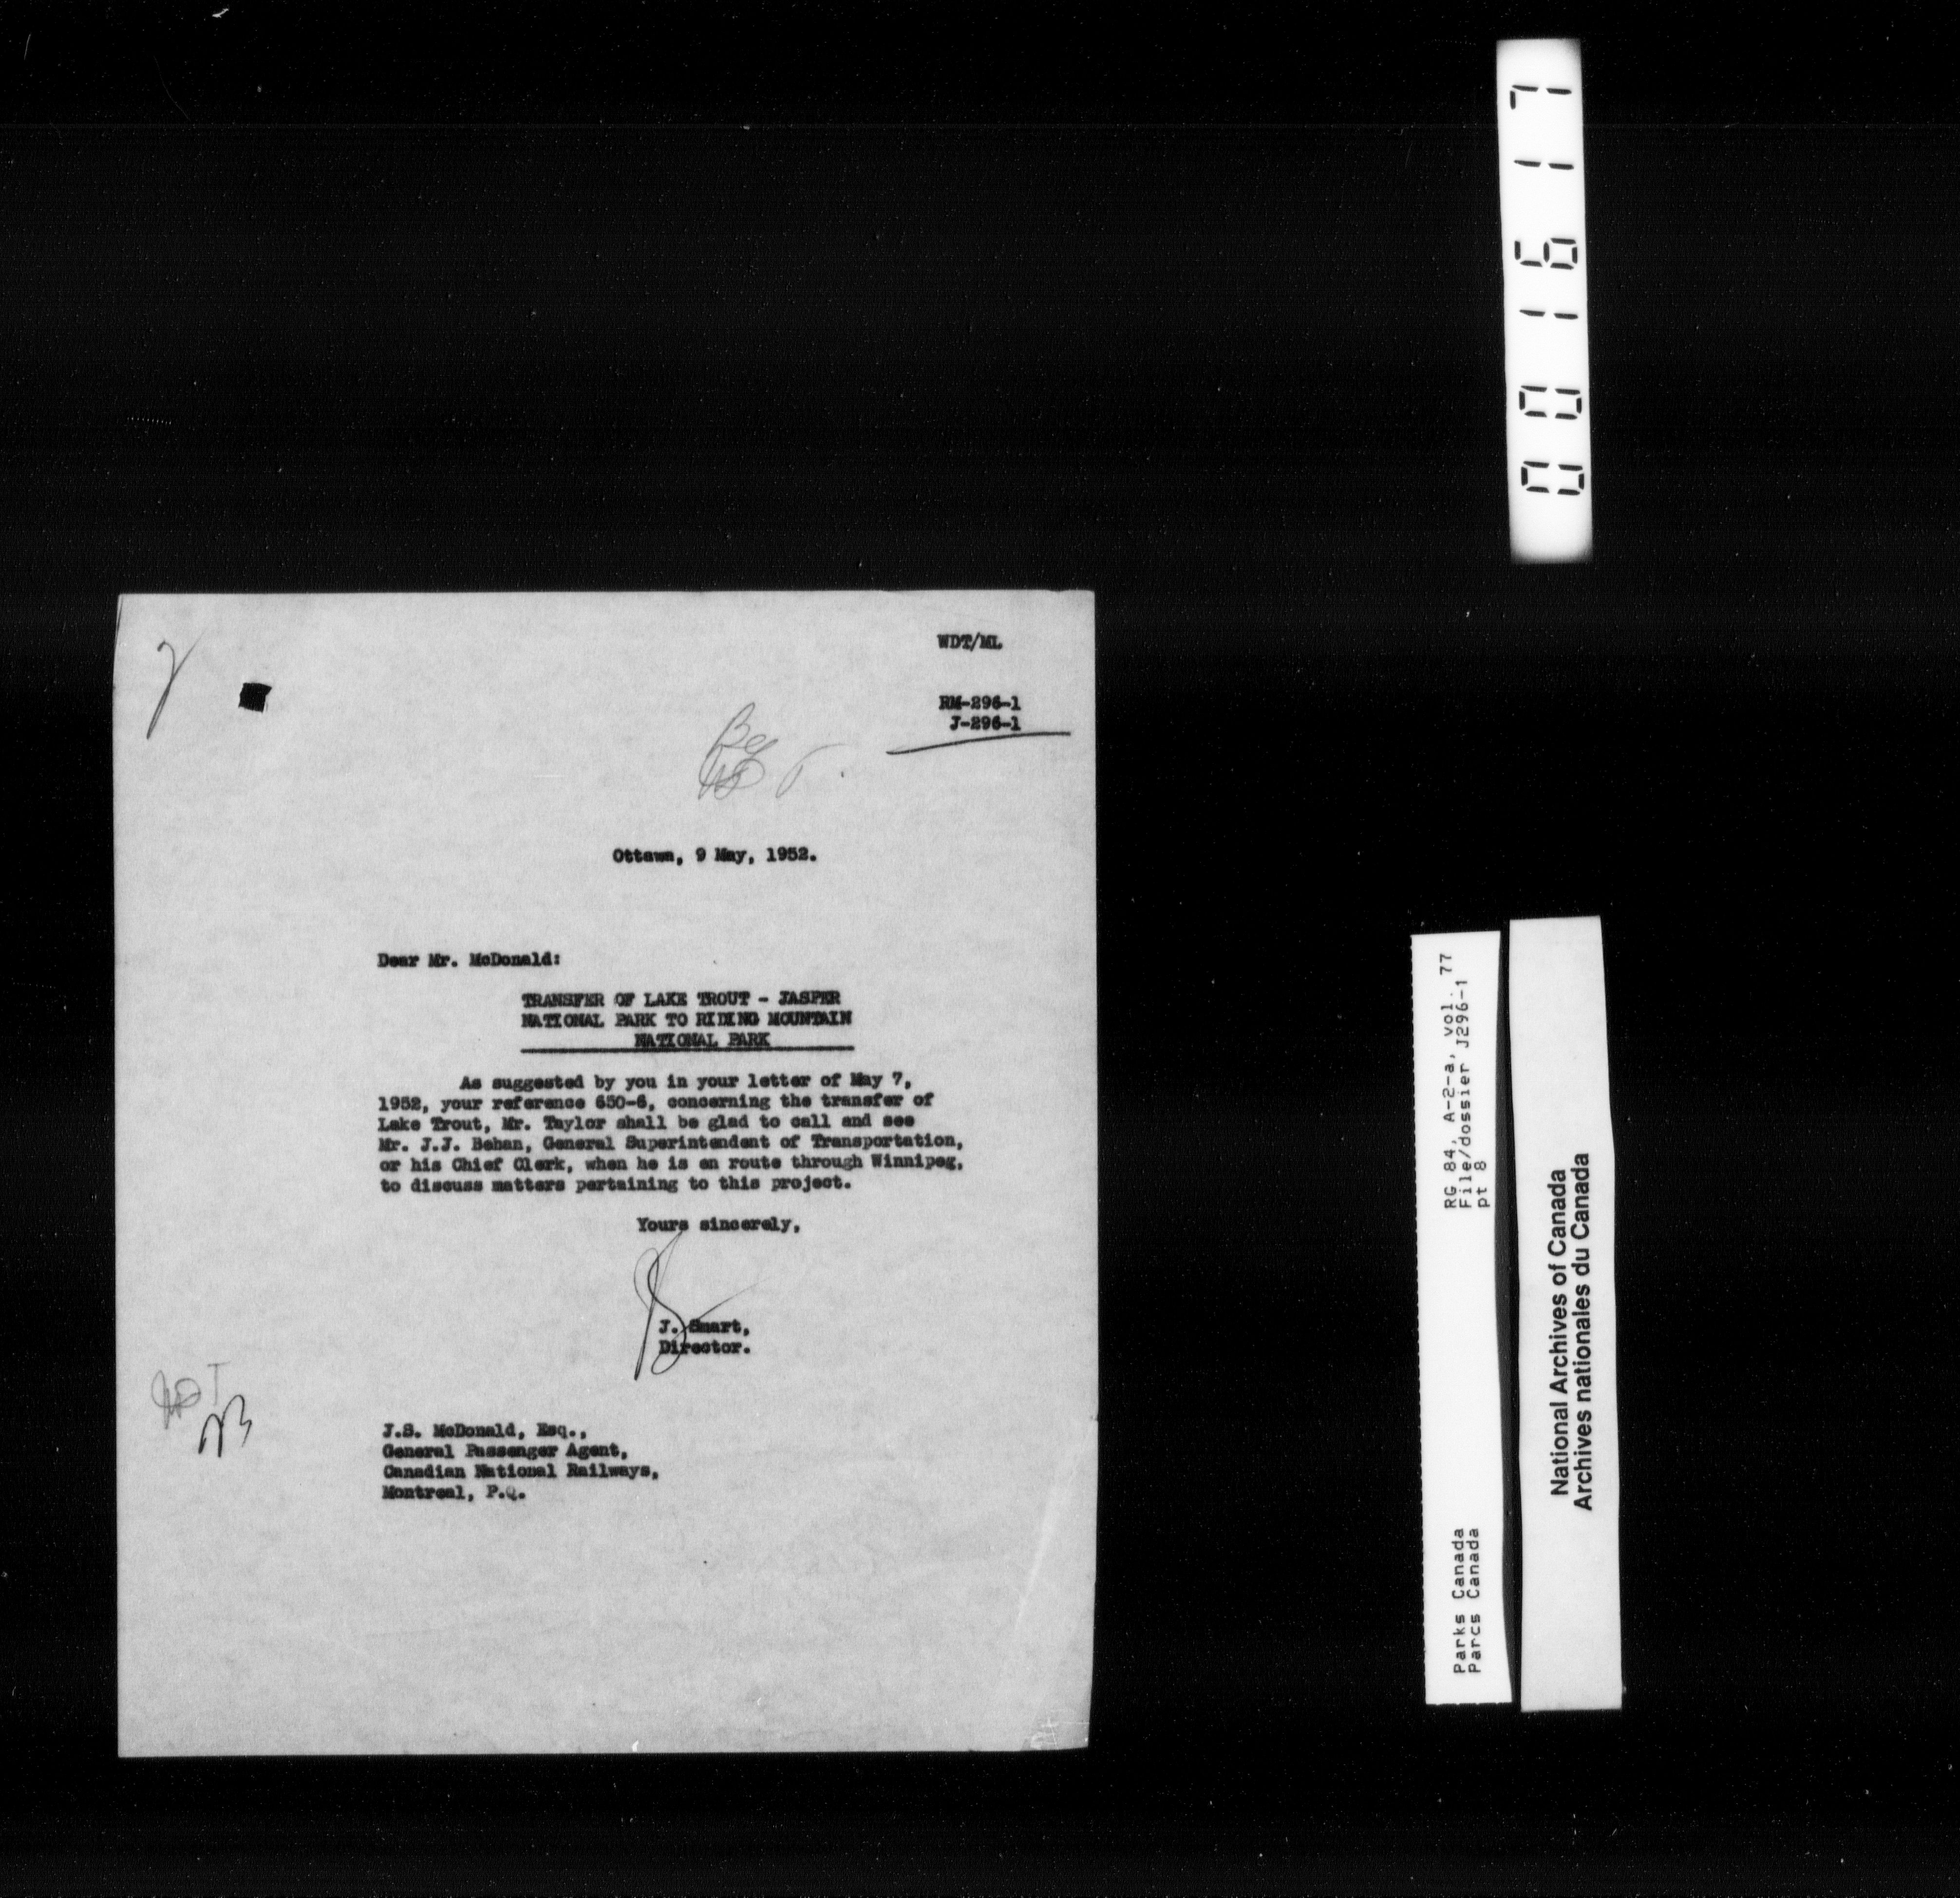 WDT/ML
RM-296-1
J-296-1
Ottawa, 9 May, 1952.
Dear Mr. McDonald:
TRANSFER OF LAKE TROUT - JASPER
NATIONAL PARK TO RIDING MOUNTAIN
NATIONAL PARK
As suggested by you in your letter of May 7,
1952, your reference 650-6, concerning the transfer of
Lake Trout, Mr. Taylor shall be glad to call and see
Mr. J.J. Behan, General Superintendent of Transportation,
or his Chief Clerk, when he is en route through Winnipeg,
to discuss matters pertaining to this project.
Yours sincerely,
J. Smart,
Director.
J.S. McDonald, Esq.,
General Passenger Agent,
Canadian National Railways,
Montreal, P.Q.
001617
Parks Canada
Parcs Canada
RG 84, A-2-a, vol. 77
File/dossier J296-1
pt 8
National Archives of Canada
Archives nationales du Canada